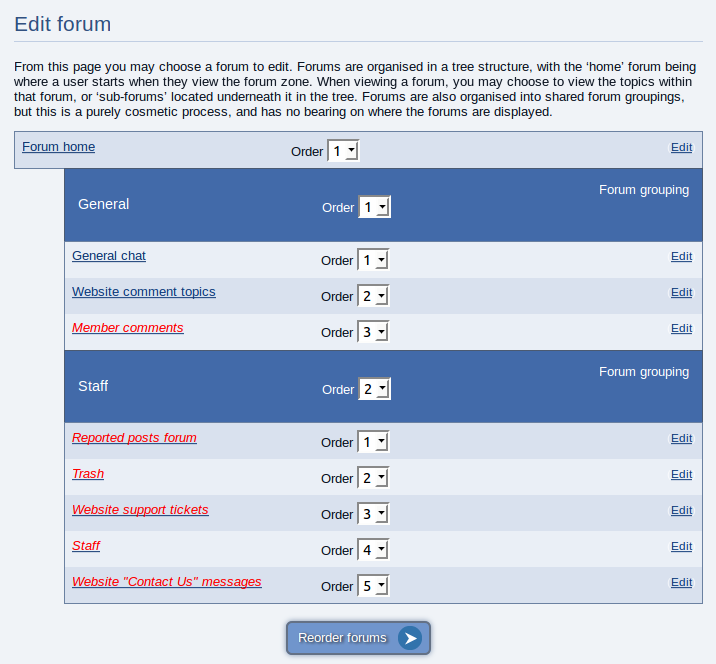 Edit forum
From this page you may choose a forum to edit. Forums are organised in a tree structure, with the ‘home’ forum being
where a user starts when they view the forum zone. When viewing a forum, you may choose to view the topics within
that forum, or ‘sub-forums’ located underneath it in the tree. Forums are also organised into shared forum groupings,
but this is a purely cosmetic process, and has no bearing on where the forums are displayed.
Forum home Order 1 Edit
General Order 1 Forum grouping
General chat Order 1 Edit
Website comment topics Order 2 Edit
Member comments Order 3 Edit
Staff Order 2 Forum grouping
Reported posts forum Order 1 Edit
Trash Order 2 Edit
Website support tickets Order 3 Edit
Staff Order 4 Edit
Website "Contact Us" messages Order 5 Edit
Reorder forums